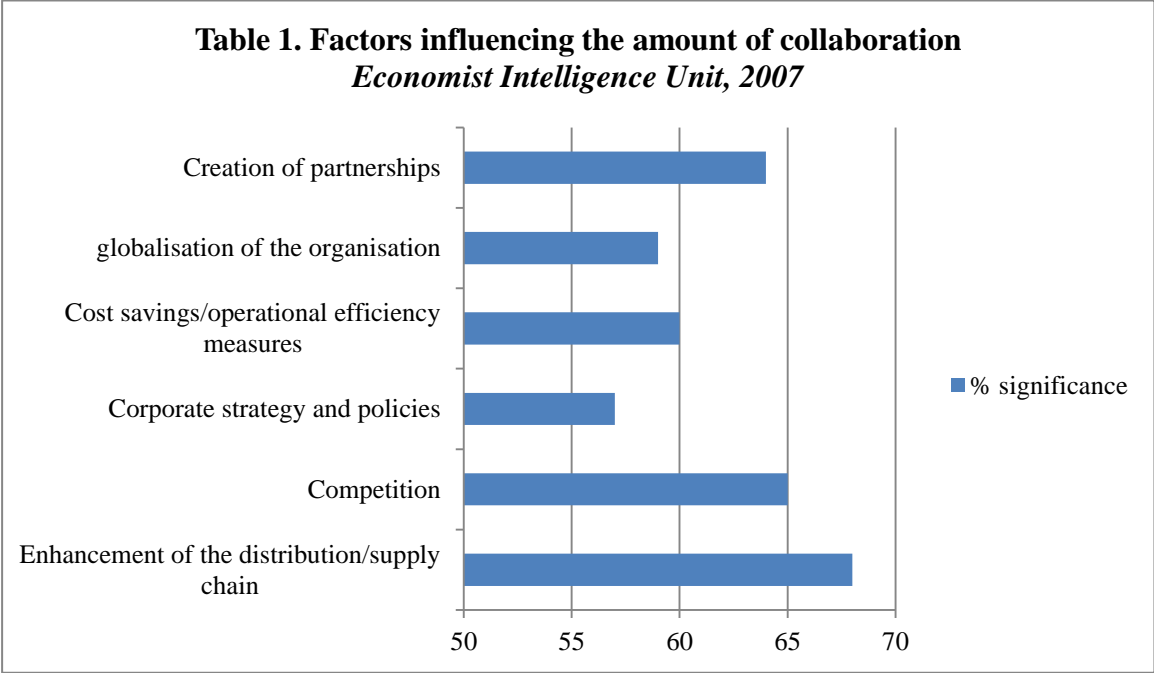 Table 1. Factors influencing the amount of collaboration
Economist Intelligence Unit, 2007
Creation of partnerships
globalisation of the organisation
Cost savings/operational efficiency
measures
Corporate strategy and policies
Competition
Enhancement of the distribution/supply
chain
% significance
50 55 60 65 70